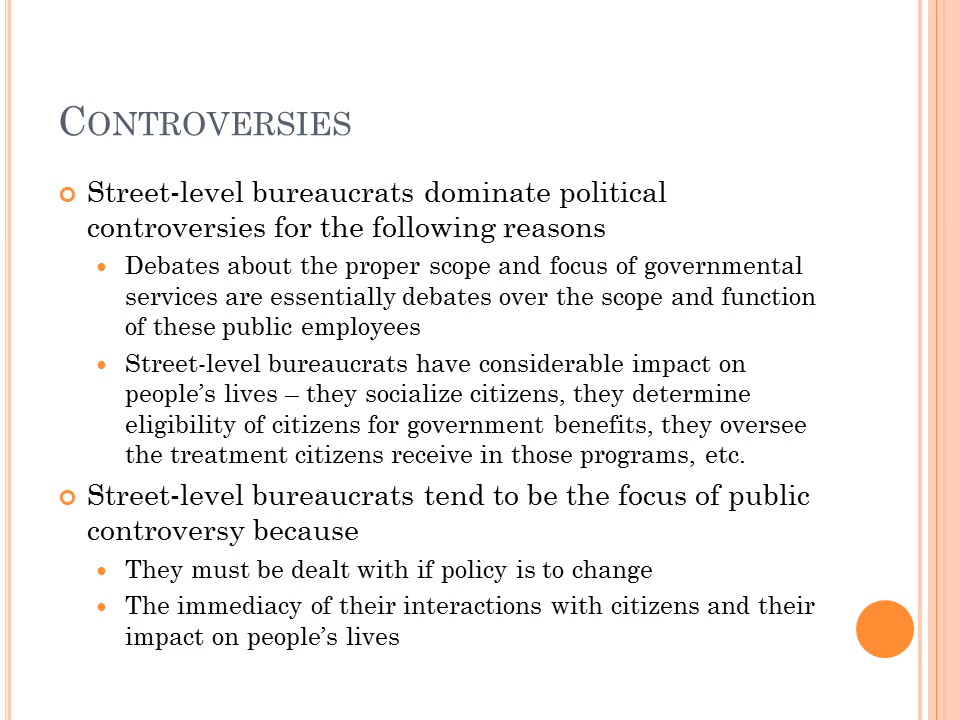 CONTROVERSIES
Street-level bureaucrats dominate political
controversies for the following reasons
Debates about the proper scope and focus of governmental
services are essentially debates over the scope and function
of these public employees
Street-level bureaucrats have considerable impact on
people’s lives – they socialize citizens, they determine
eligibility of citizens for government benefits, they oversee
the treatment citizens receive in those programs, etc.
Street-level bureaucrats tend to be the focus of public
controversy because
They must be dealt with if policy is to change
The immediacy of their interactions with citizens and their
impact on people’s lives